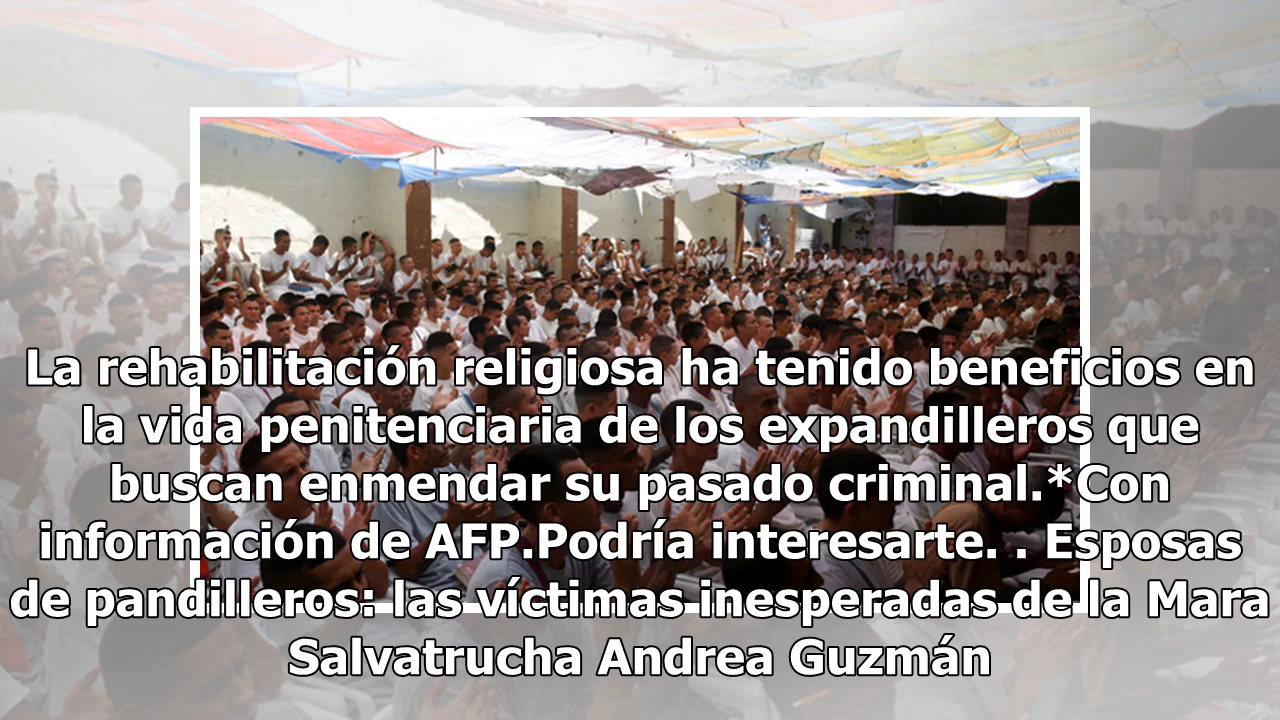 La rehabilitación religiosa ha tenido beneficios en
la vida penitenciaria de los expandilleros que
buscan enmendar su pasado criminal.*Con
información de AFP.Podría interesarte. . Esposas
de pandilleros: las víctimas inesperadas de la Mara
Salvatrucha Andrea Guzmán